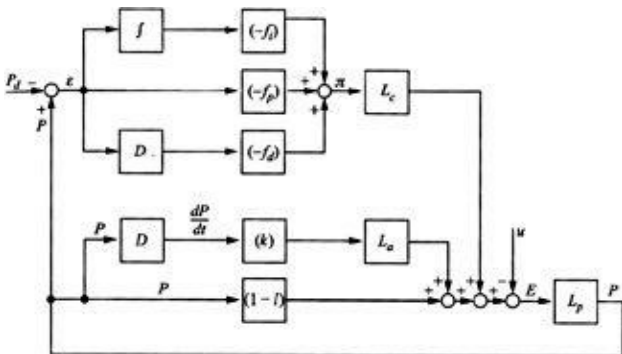 ∫ (−f_i)
P_d − ε + + π L_c
+ (−f_p) +
P
D (−f_d)
dP/dt
P D (k) L_a u
P (1 − l) + + + + + − E L_p P